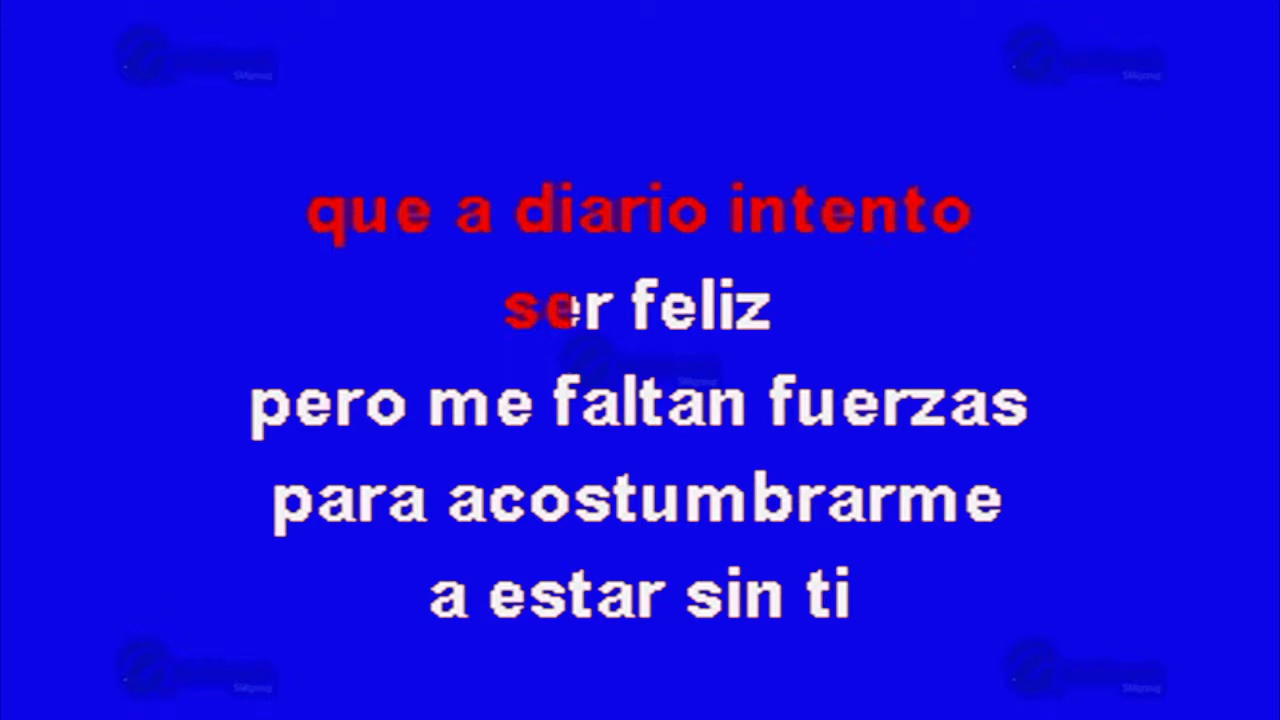 que a diario intento
ser feliz
pero me faltan fuerzas
para acostumbrarme
a estar sin ti